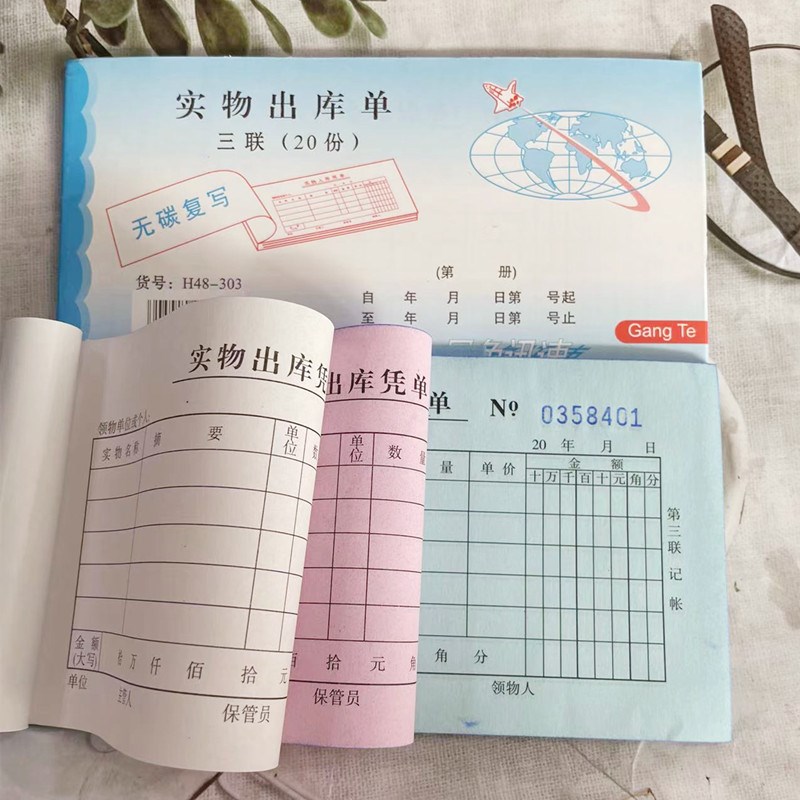 实物出库单
三联(20份)
无碳复写
货号: H48-303
(第 册)
自 年 月 日第 号起
至 年 月 日第 号止
Gang Te
实物出库凭
领物单位或个人:
实物名称 摘 要 单位 数
金额(大写) 拾 万 仟 佰 拾 元
单位 主管人 保管员
出库凭单
单位 数 量
佰 拾 元 角
保管员
单 № 0358401
20 年 月 日
量 单价 金 额
十 万 千 百 十 元 角 分
第三联 记帐
角 分
领物人